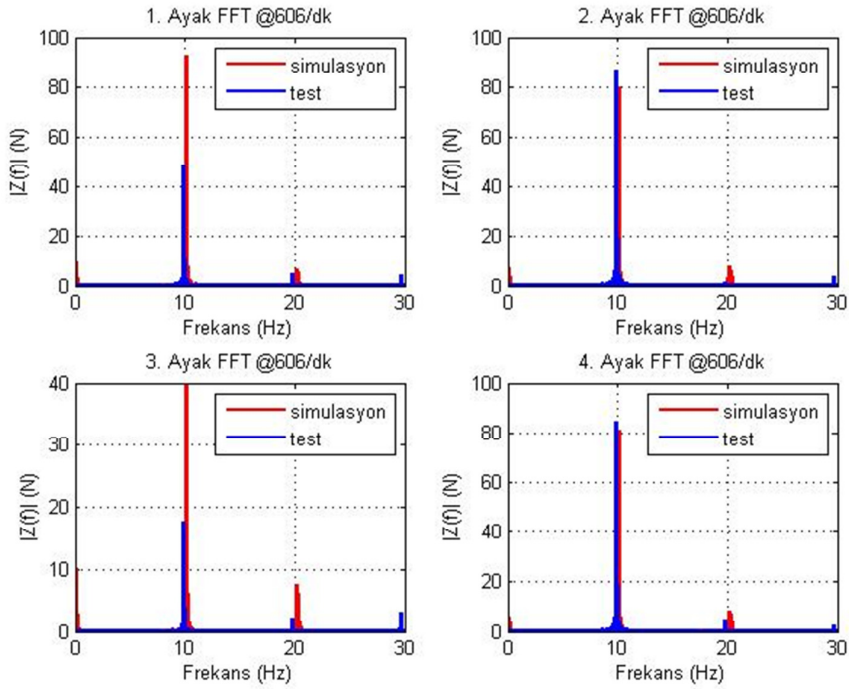 1. Ayak FFT @606/dk
100
80
60
40
20
0
|Z(f)| (N)
simulasyon
test
0
10
20
30
Frekans (Hz)
2. Ayak FFT @606/dk
100
80
60
40
20
0
|Z(f)| (N)
simulasyon
test
0
10
20
30
Frekans (Hz)
3. Ayak FFT @606/dk
40
30
20
10
0
|Z(f)| (N)
simulasyon
test
0
10
20
30
Frekans (Hz)
4. Ayak FFT @606/dk
100
80
60
40
20
0
|Z(f)| (N)
simulasyon
test
0
10
20
30
Frekans (Hz)